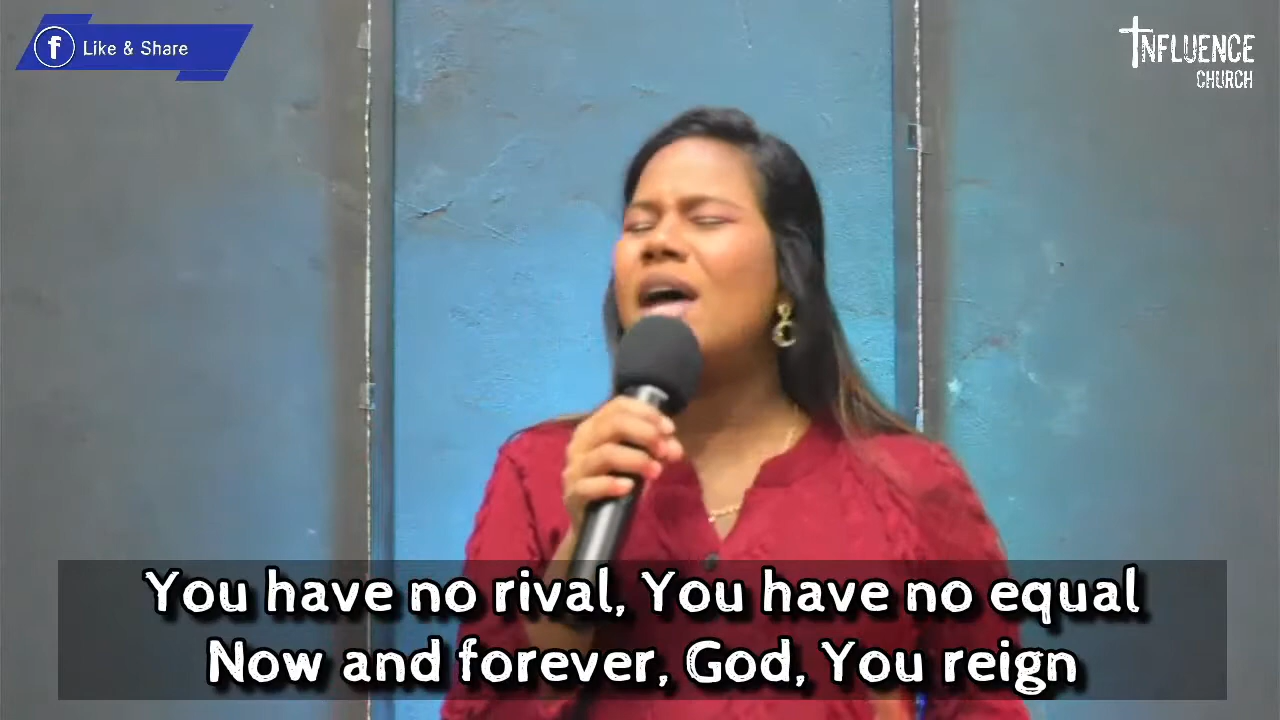 Like & Share
INFLUENCE
CHURCH
You have no rival, You have no equal
Now and forever, God, You reign